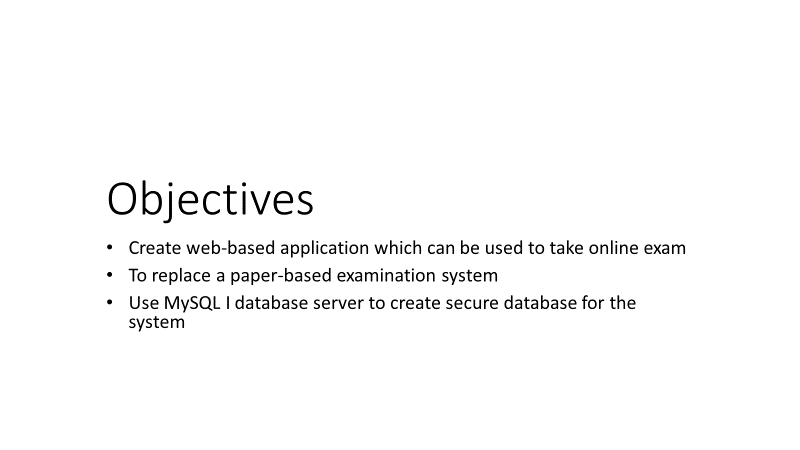 Objectives
• Create web-based application which can be used to take online exam
• To replace a paper-based examination system
• Use MySQL I database server to create secure database for the
system